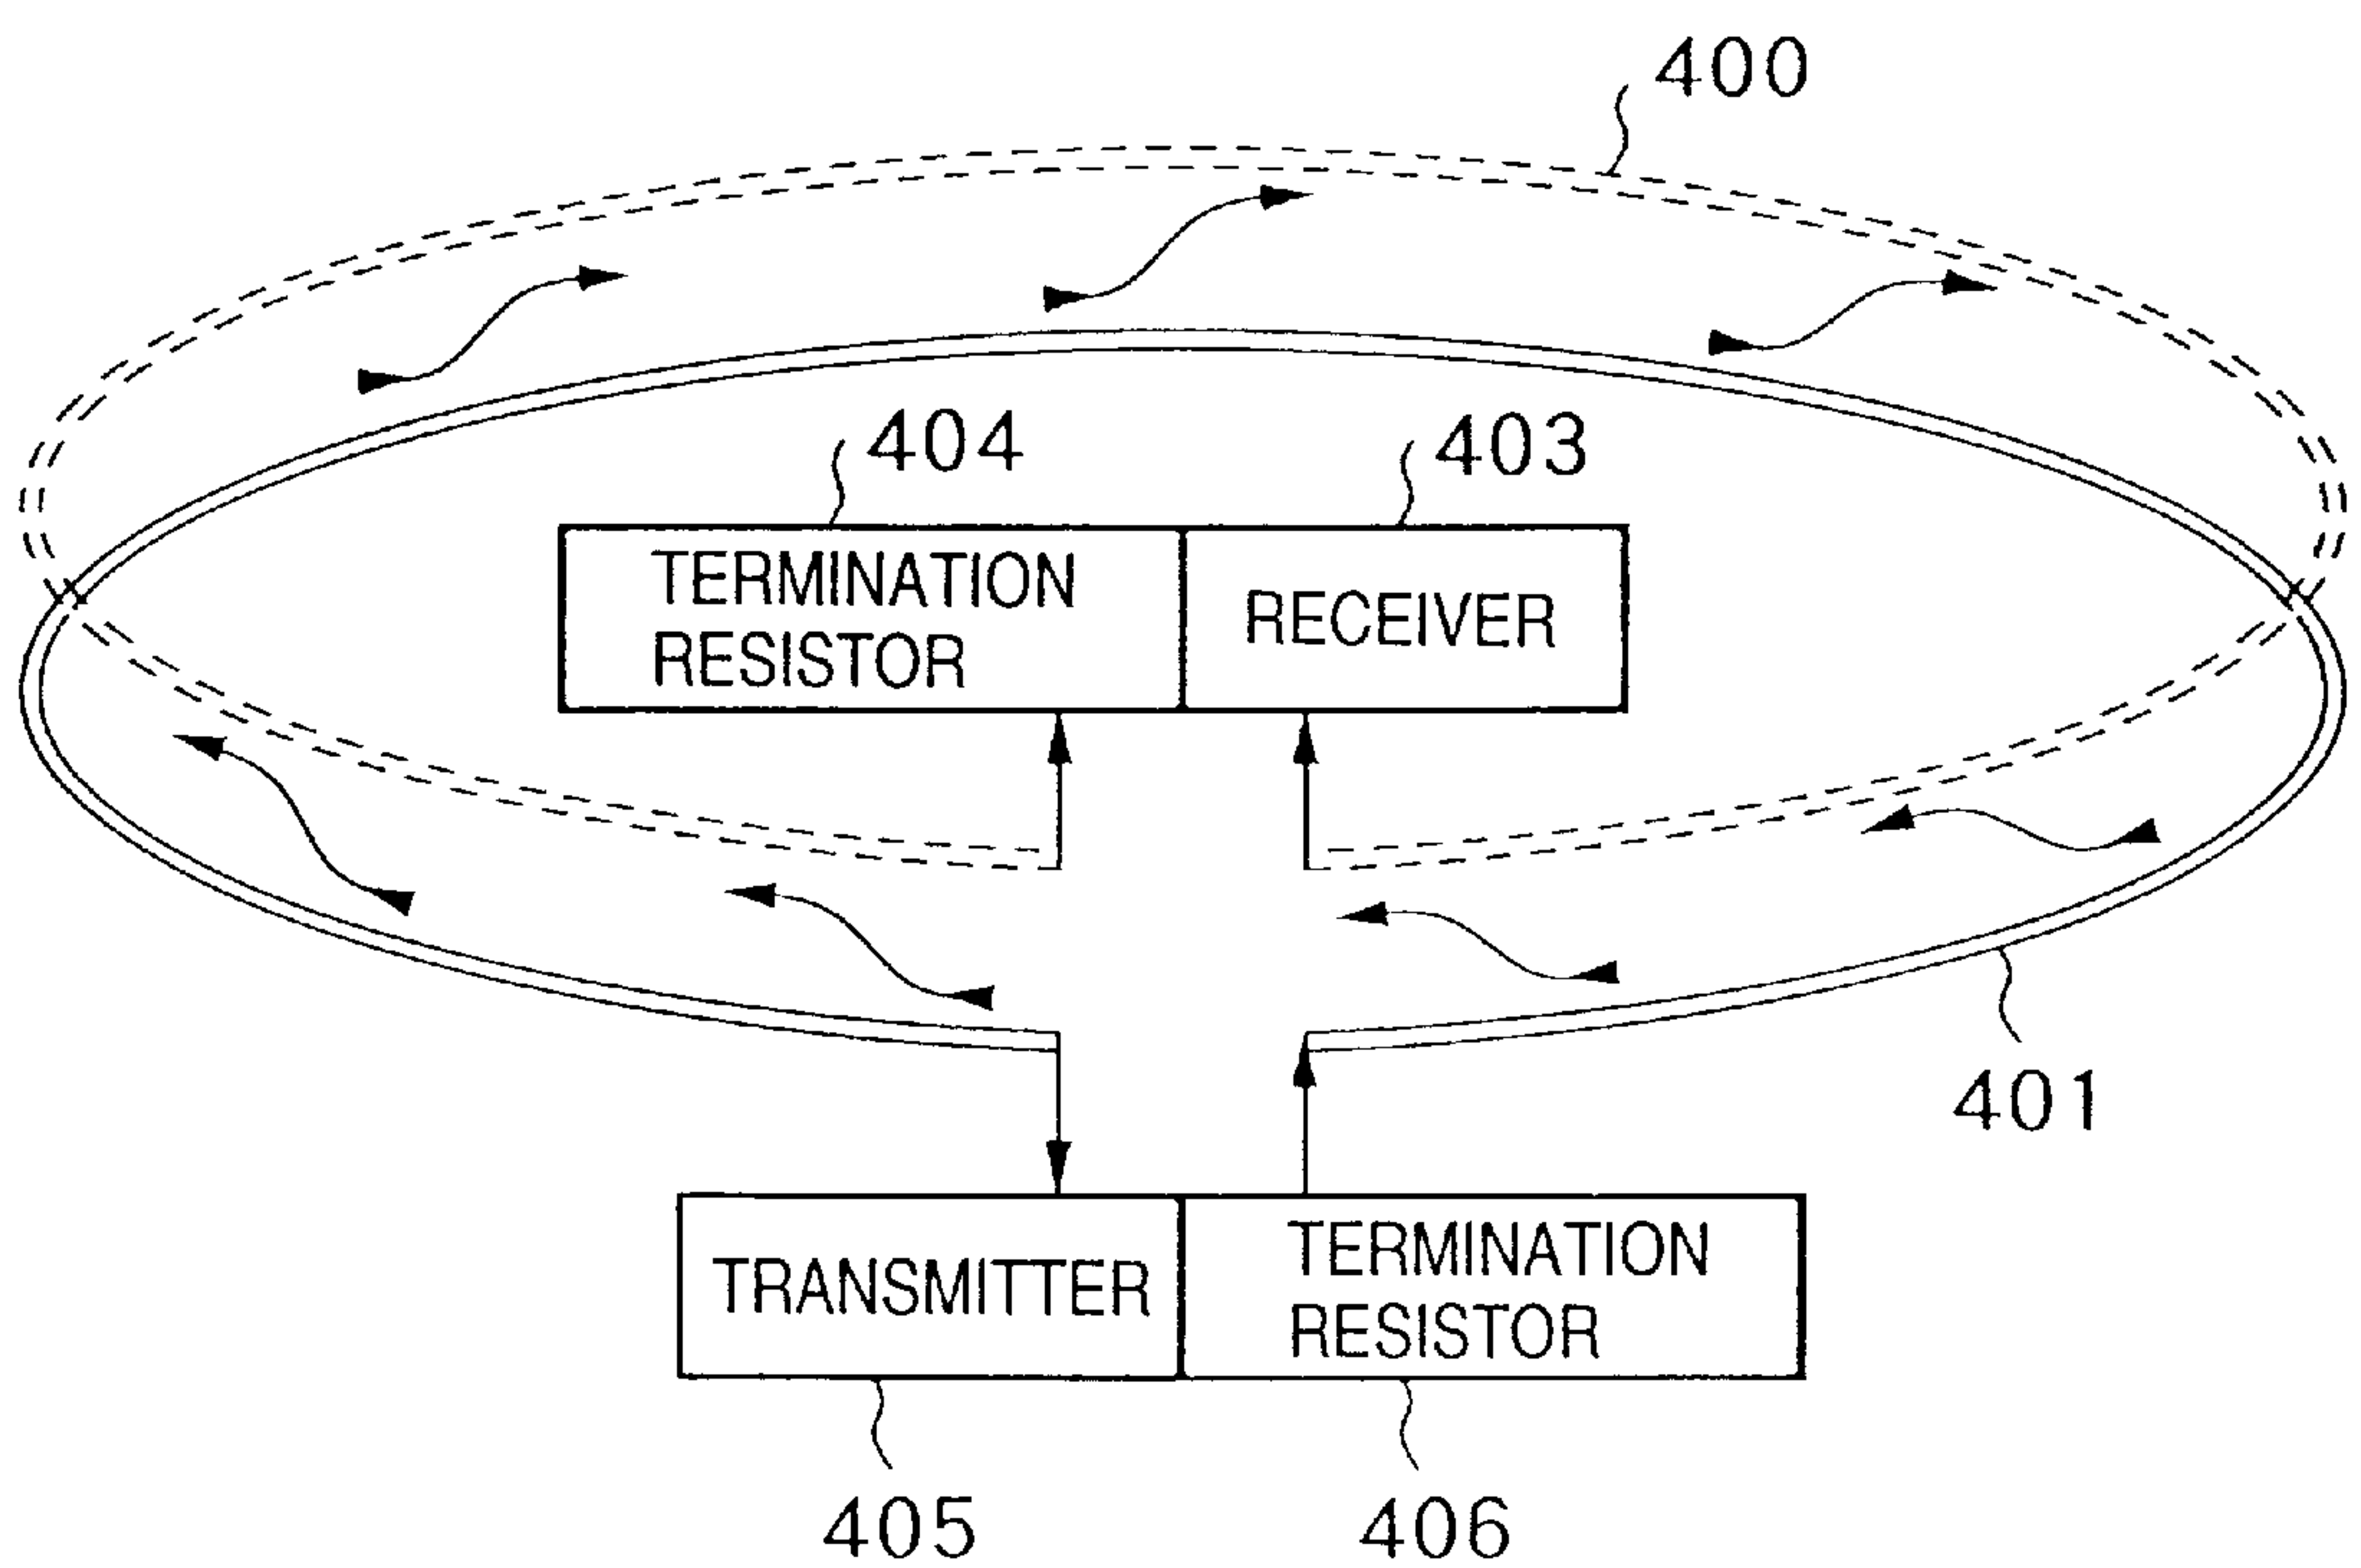 400
404
403
TERMINATION
RESISTOR
RECEIVER
401
TRANSMITTER
TERMINATION
RESISTOR
405
406